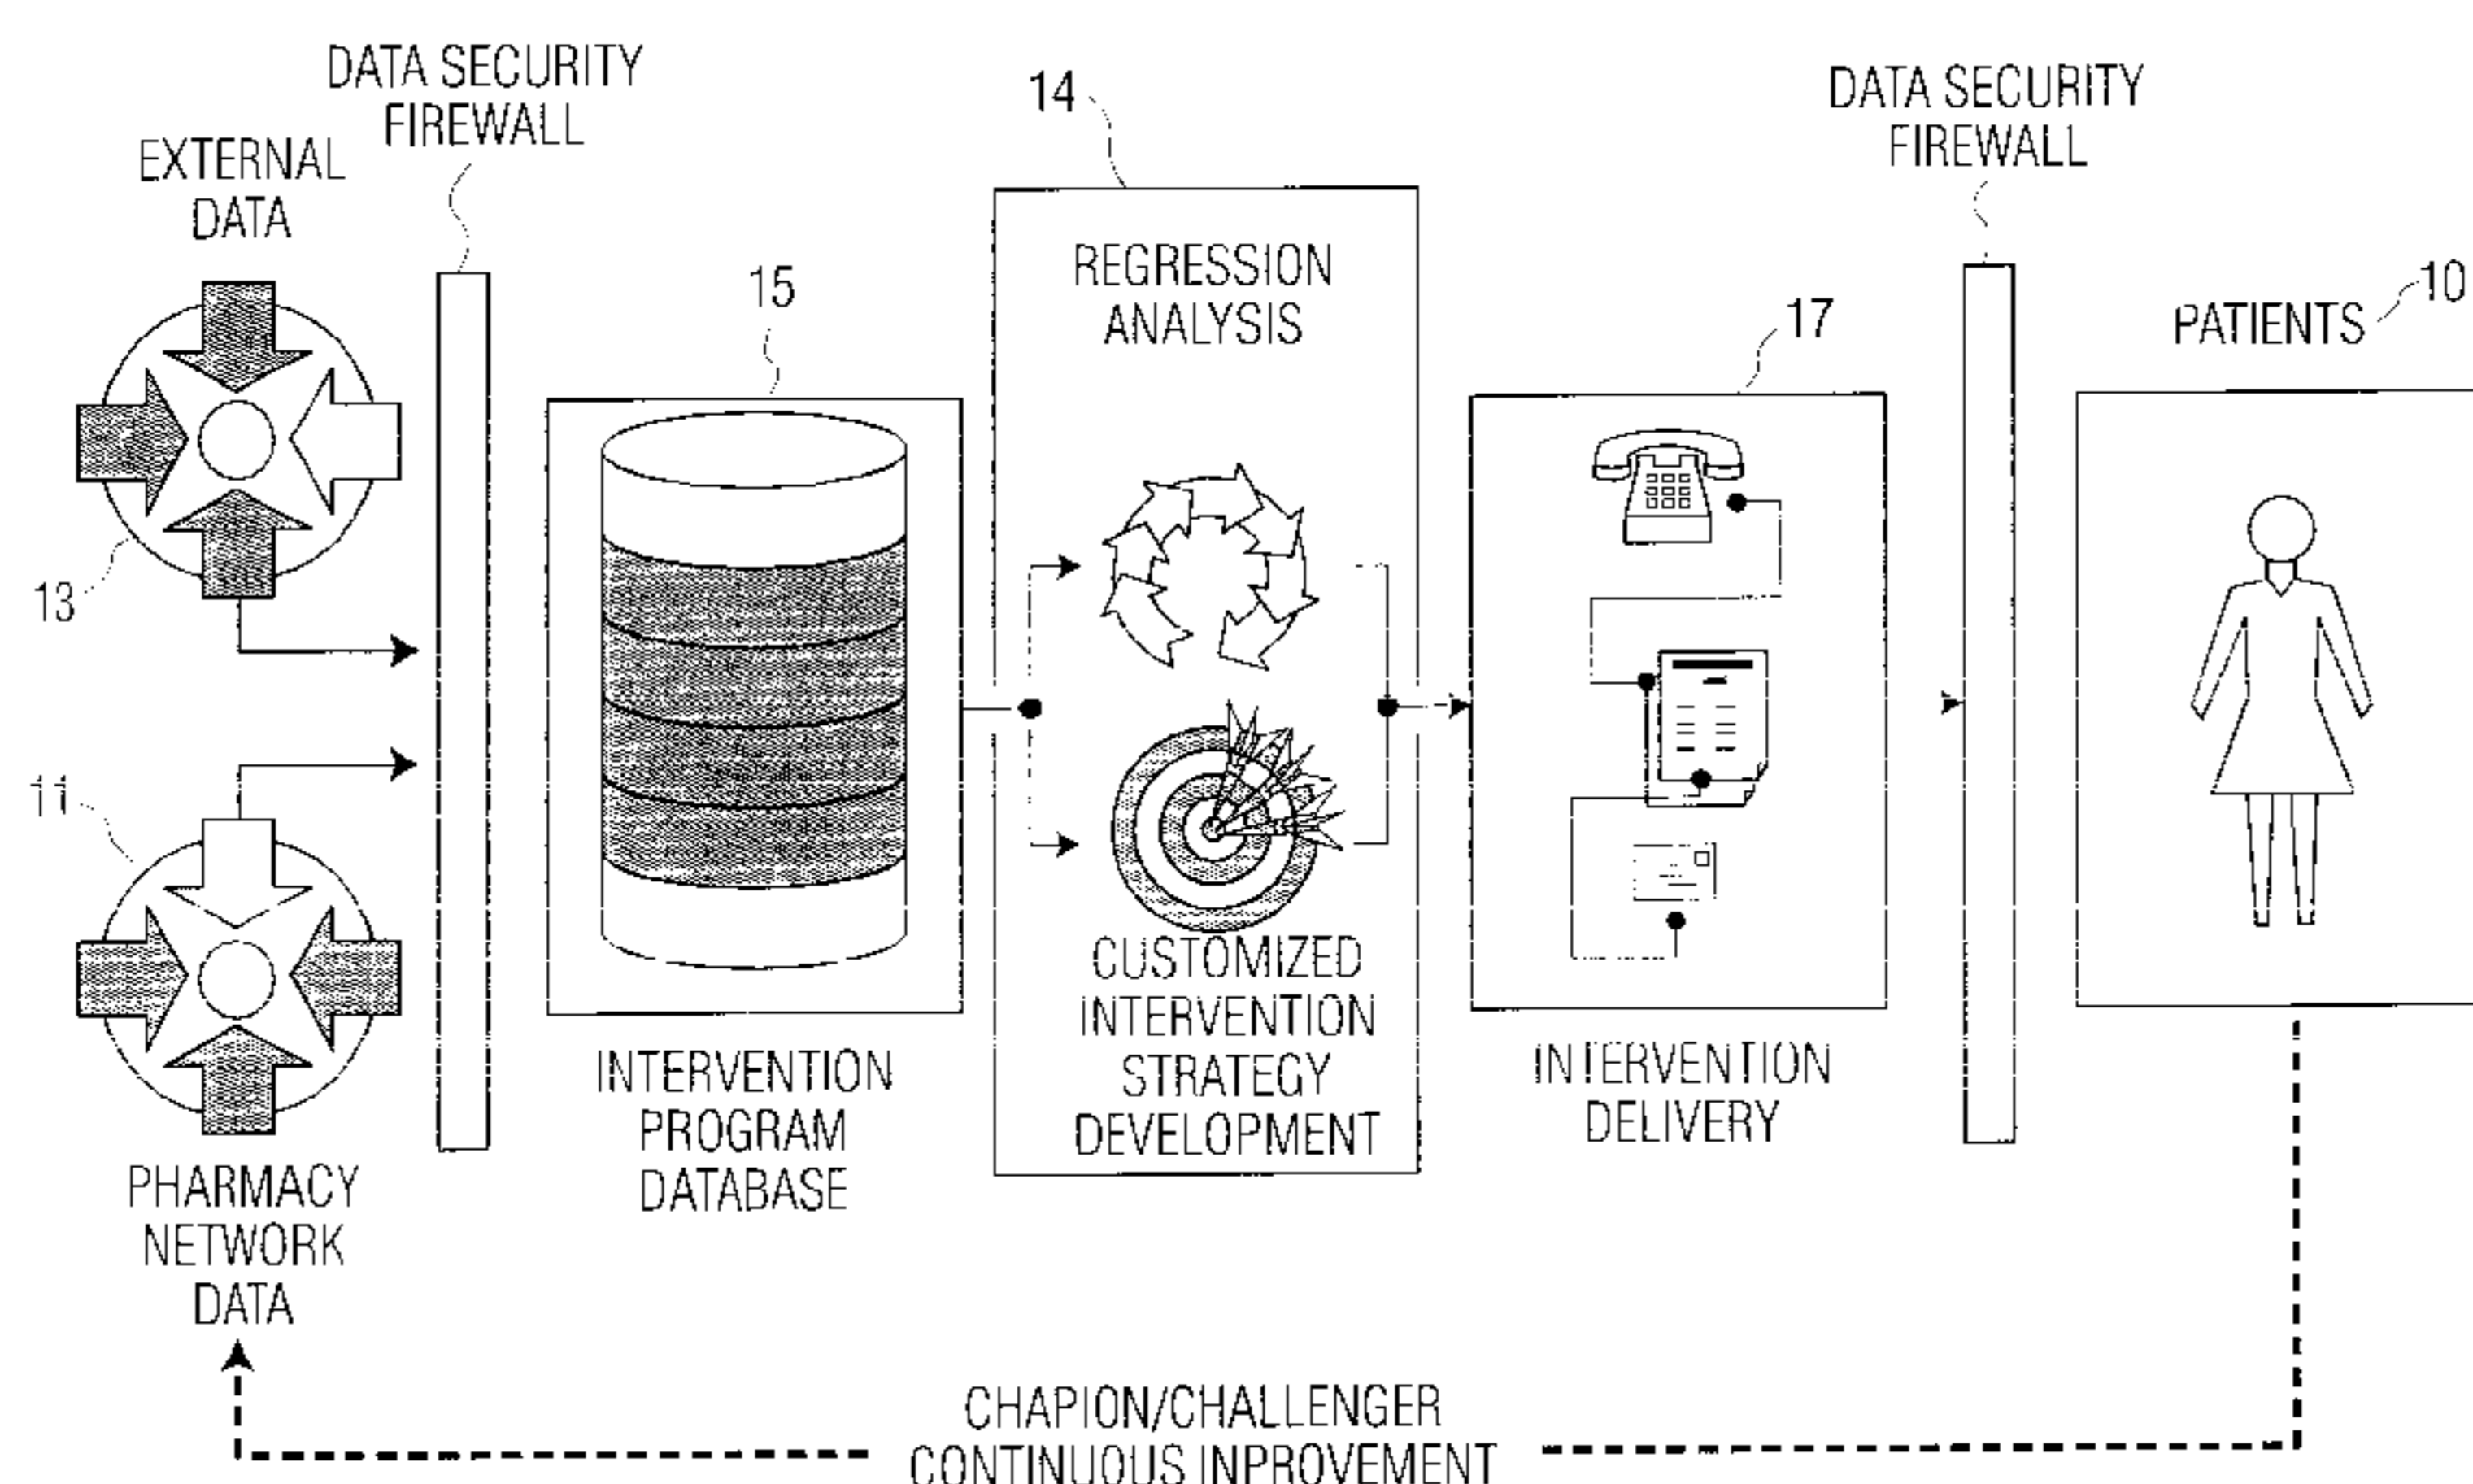 DATA SECURITY
FIREWALL
EXTERNAL
DATA
13
11
PHARMACY
NETWORK
DATA
15
INTERVENTION
PROGRAM
DATABASE
14
REGRESSION
ANALYSIS
CUSTOMIZED
INTERVENTION
STRATEGY
DEVELOPMENT
17
INTERVENTION
DELIVERY
DATA SECURITY
FIREWALL
PATIENTS
10
CHAPION/CHALLENGER
CONTINUOUS INPROVEMENT